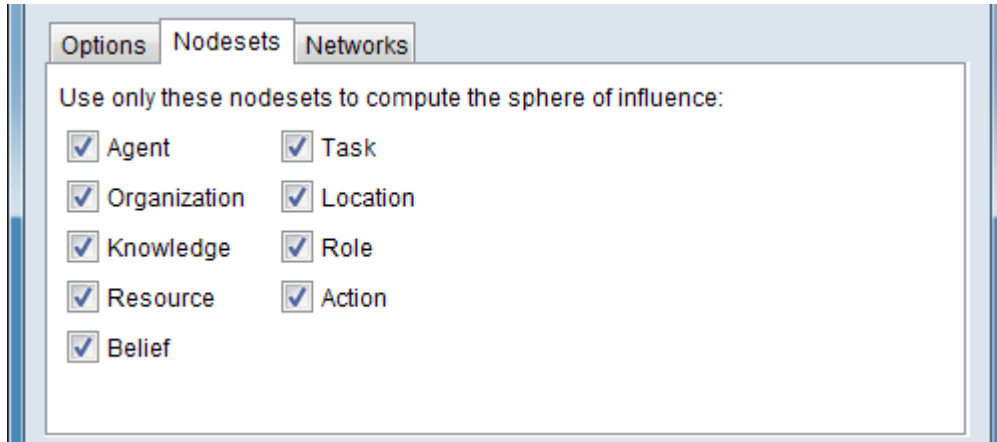 Options Nodesets Networks
Use only these nodesets to compute the sphere of influence:
Agent Task
Organization Location
Knowledge Role
Resource Action
Belief